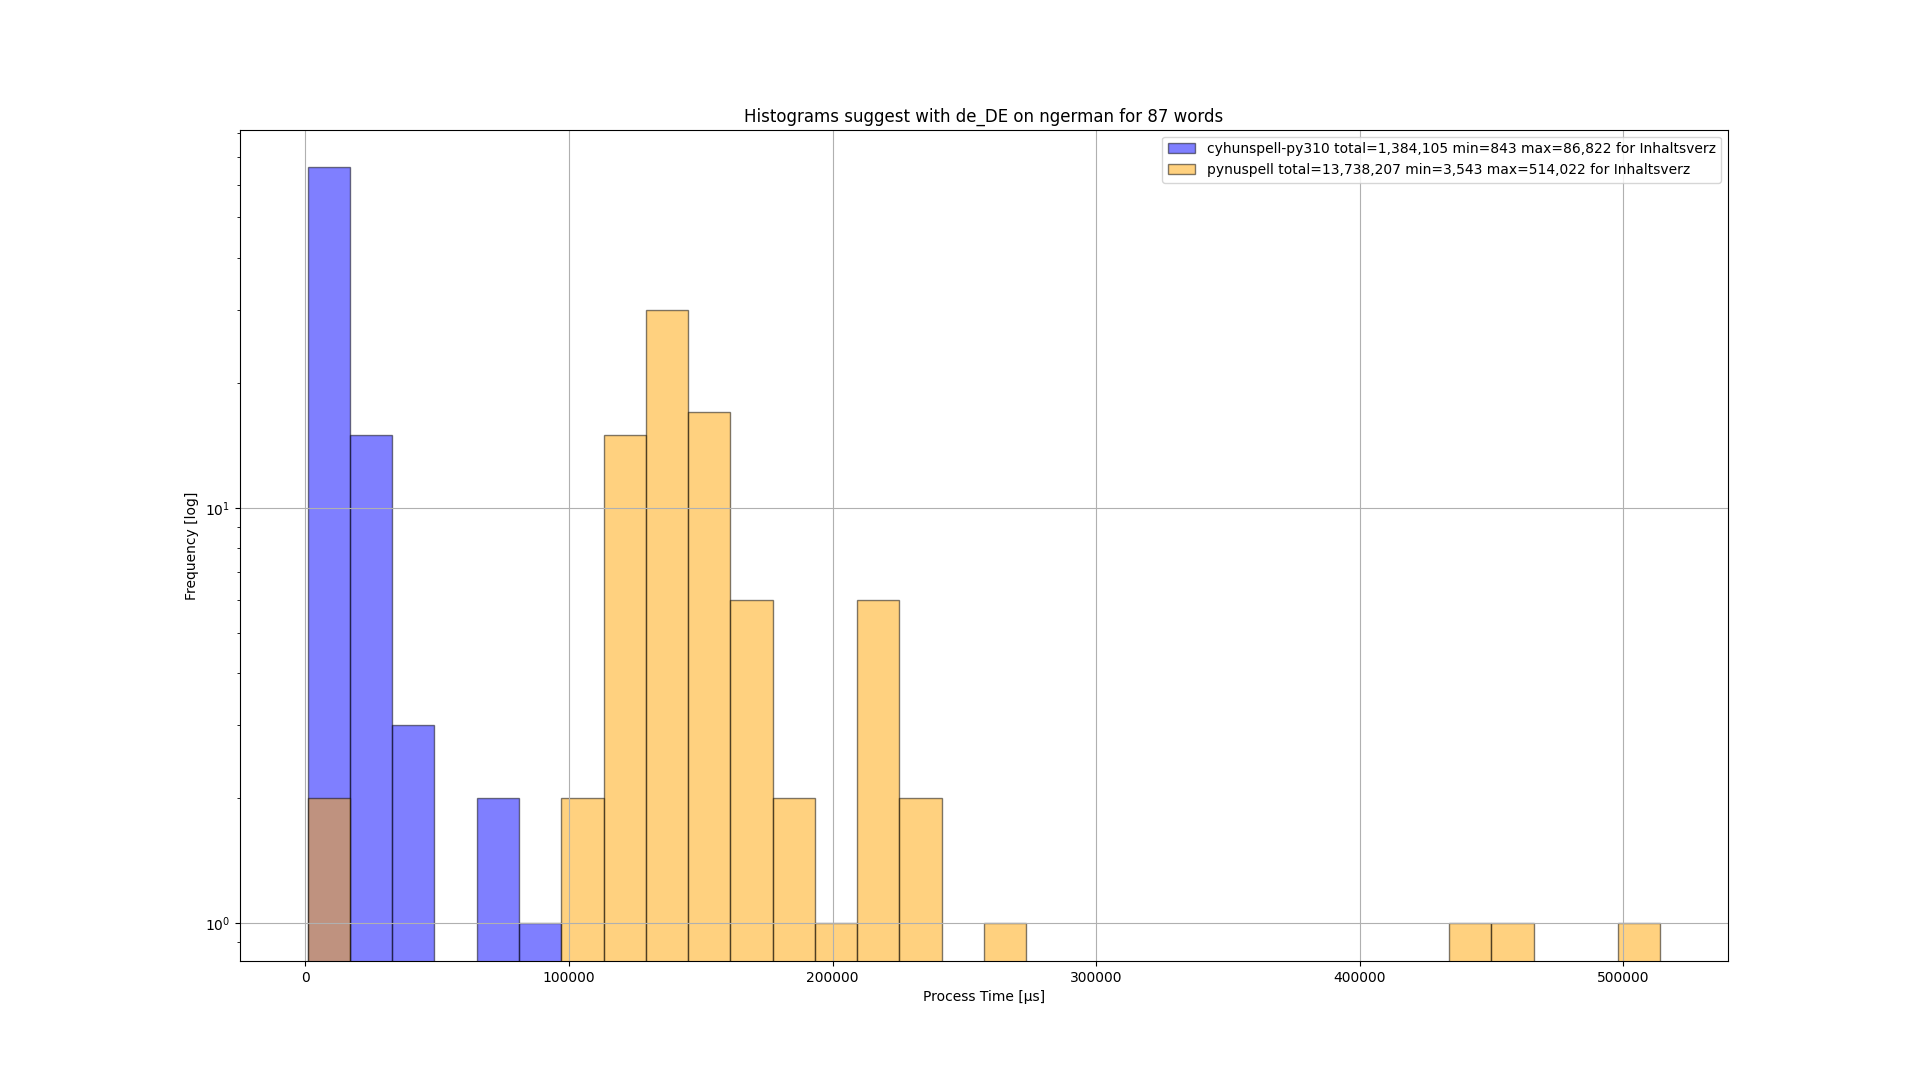 Histograms suggest with de_DE on ngerman for 87 words
cyhunspell-py310 total=1,384,105 min=843 max=86,822 for Inhaltsverz
pynuspell total=13,738,207 min=3,543 max=514,022 for Inhaltsverz
Frequency [log]
10¹
10⁰
0 100000 200000 300000 400000 500000
Process Time [µs]